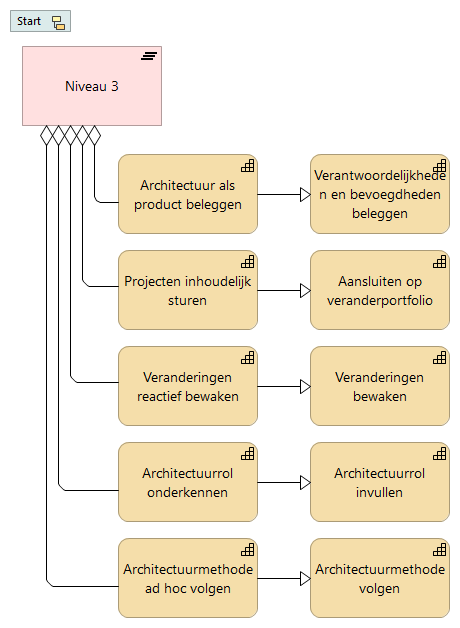 Start
Niveau 3
Architectuur als
product beleggen
Verantwoordelijkhede
n en bevoegdheden
beleggen
Projecten inhoudelijk
sturen
Aansluiten op
veranderportfolio
Veranderingen
reactief bewaken
Veranderingen
bewaken
Architectuurrol
onderkennen
Architectuurrol
invullen
Architectuurmethode
ad hoc volgen
Architectuurmethode
volgen